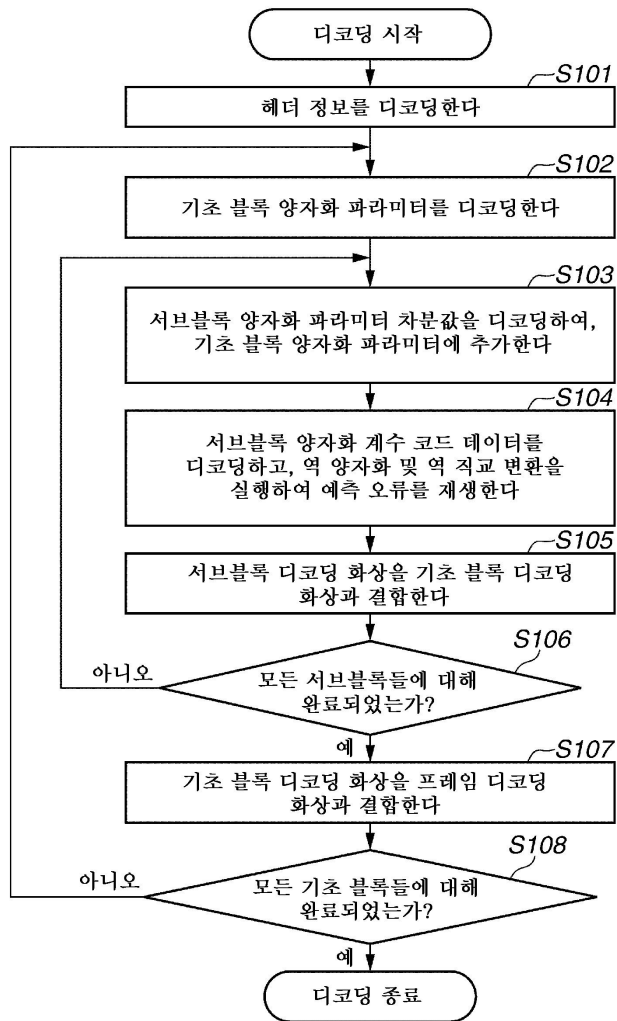 디코딩 시작
S101
헤더 정보를 디코딩한다
S102
기초 블록 양자화 파라미터를 디코딩한다
S103
서브블록 양자화 파라미터 차분값을 디코딩하여,
기초 블록 양자화 파라미터에 추가한다
S104
서브블록 양자화 계수 코드 데이터를
디코딩하고, 역 양자화 및 역 직교 변환을
실행하여 예측 오류를 재생한다
S105
서브블록 디코딩 화상을 기초 블록 디코딩
화상과 결합한다
S106
아니오
모든 서브블록들에 대해
완료되었는가?
예
S107
기초 블록 디코딩 화상을 프레임 디코딩
화상과 결합한다
S108
아니오
모든 기초 블록들에 대해
완료되었는가?
예
디코딩 종료